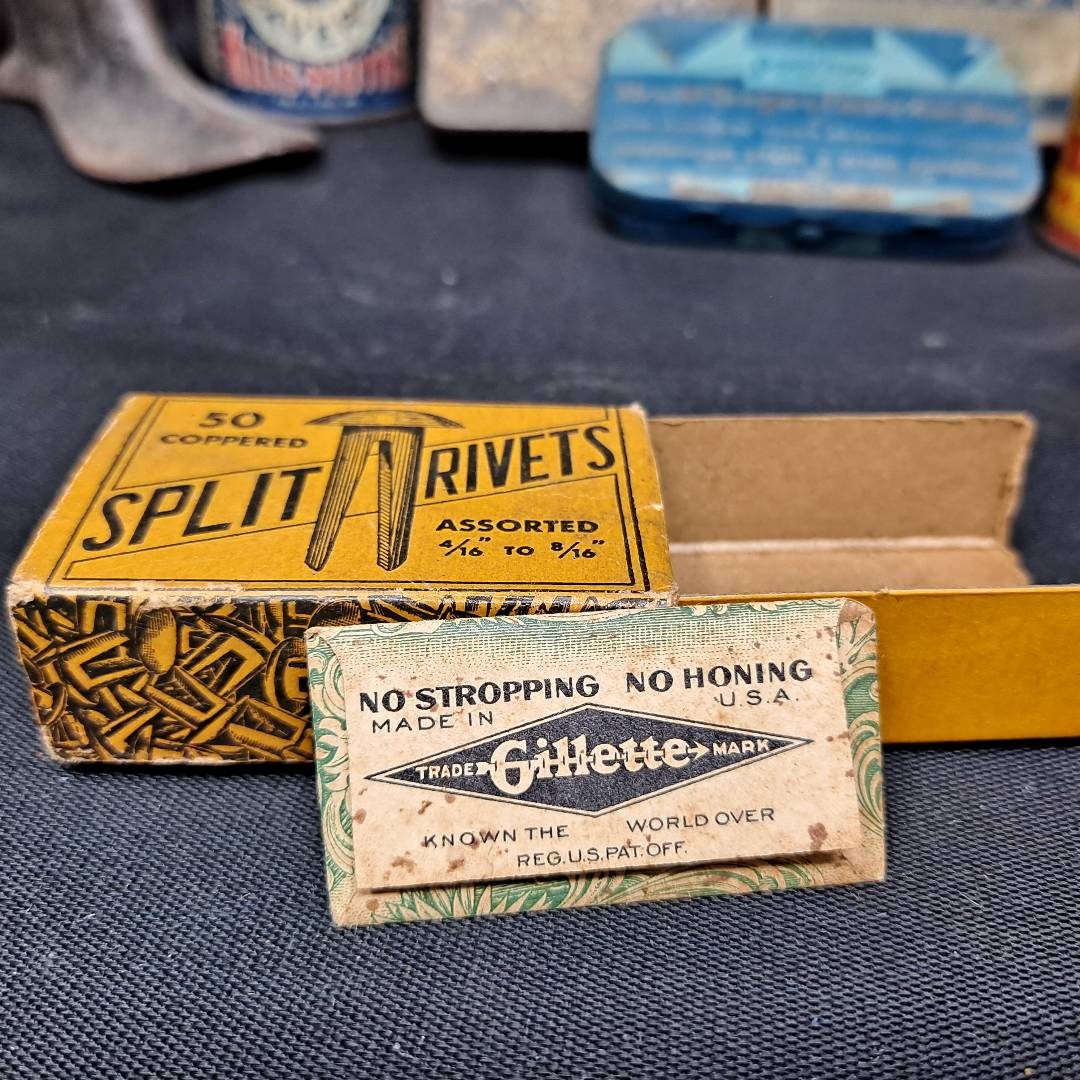 50
COPPERED
SPLIT RIVETS
ASSORTED
4/16" TO 8/16"
NO STROPPING NO HONING
MADE IN U.S.A.
TRADE Gillette MARK
KNOWN THE WORLD OVER
REG. U.S. PAT. OFF.